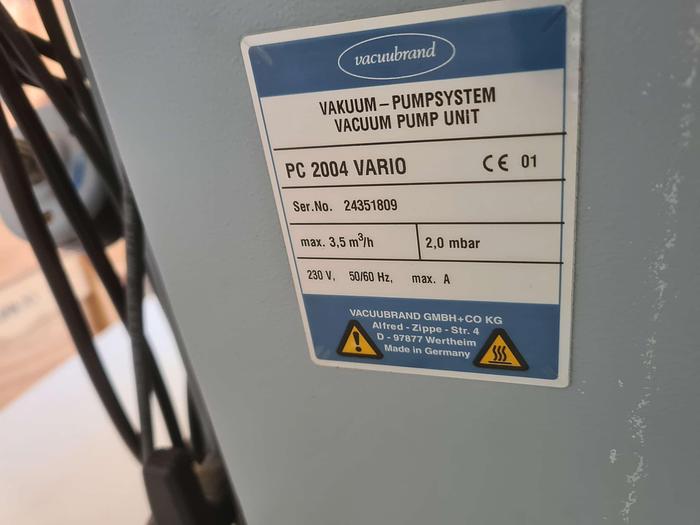 vacuubrand
VAKUUM – PUMPSYSTEM
VACUUM PUMP UNIT
PC 2004 VARIO CE 01
Ser.No. 24351809
max. 3,5 m³/h 2,0 mbar
230 V, 50/60 Hz, max. A
VACUUBRAND GMBH+CO KG
Alfred - Zippe - Str. 4
D - 97877 Wertheim
Made in Germany